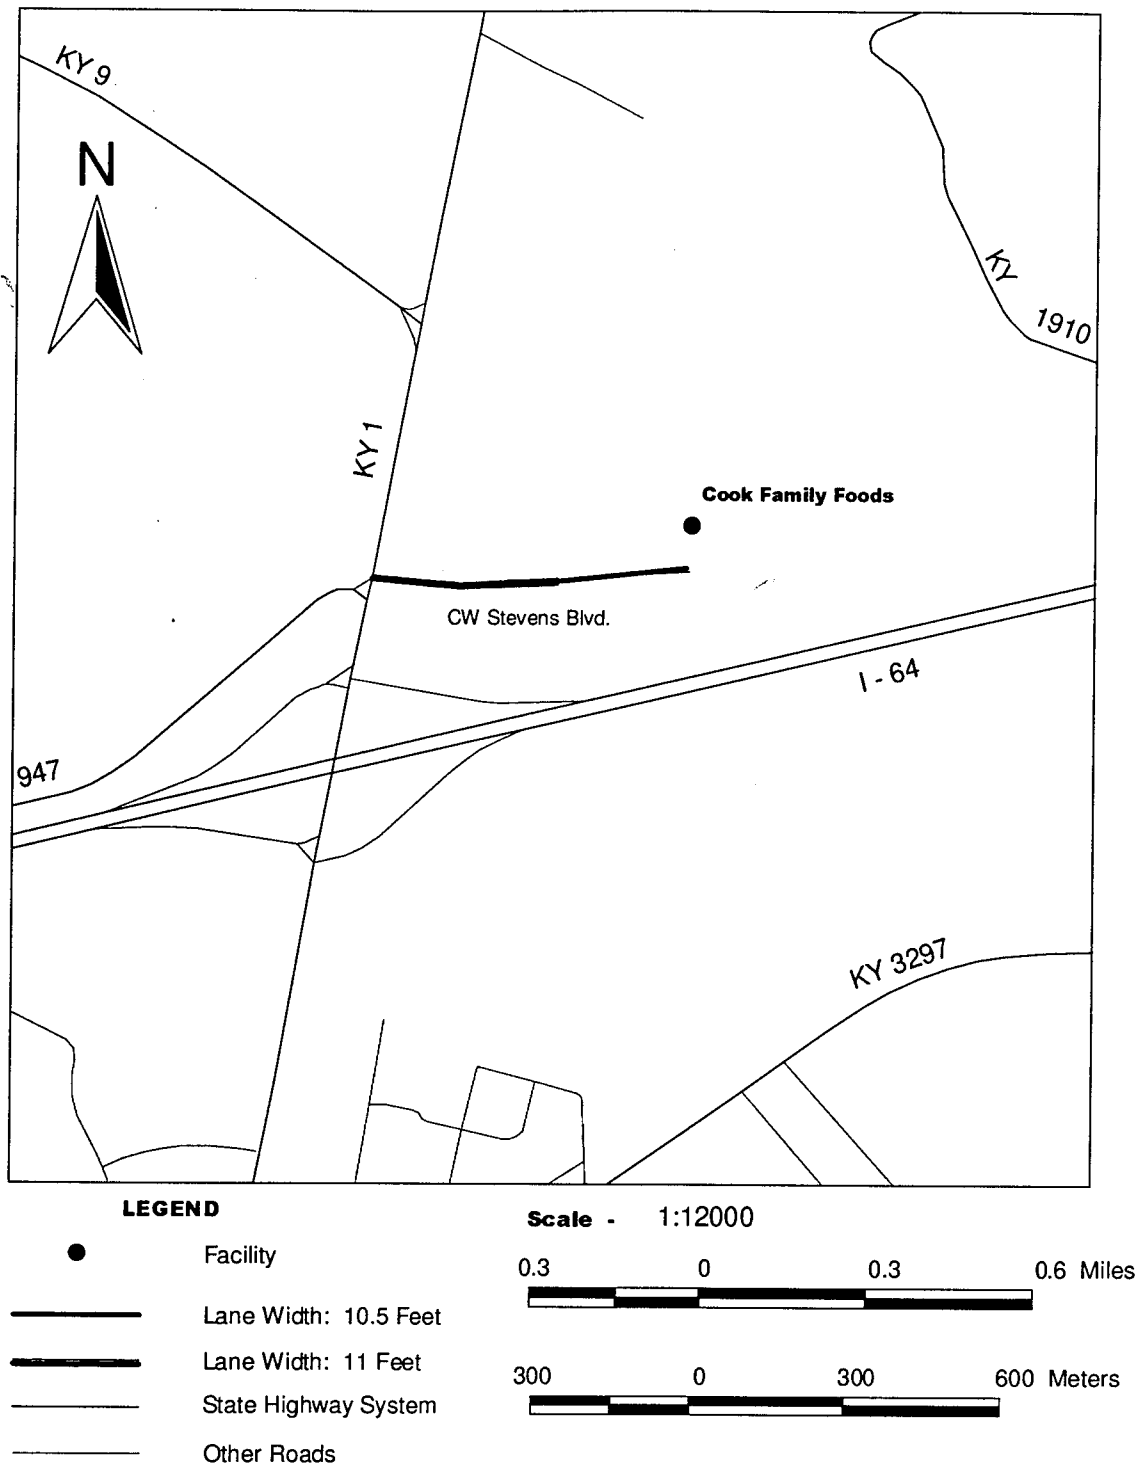 KY 9
N
KY
1910
KY 1
Cook Family Foods
CW Stevens Blvd.
I - 64
947
KY 3297
LEGEND
Scale - 1:12000
Facility
0.3 0 0.3 0.6 Miles
Lane Width: 10.5 Feet
Lane Width: 11 Feet
300 0 300 600 Meters
State Highway System
Other Roads